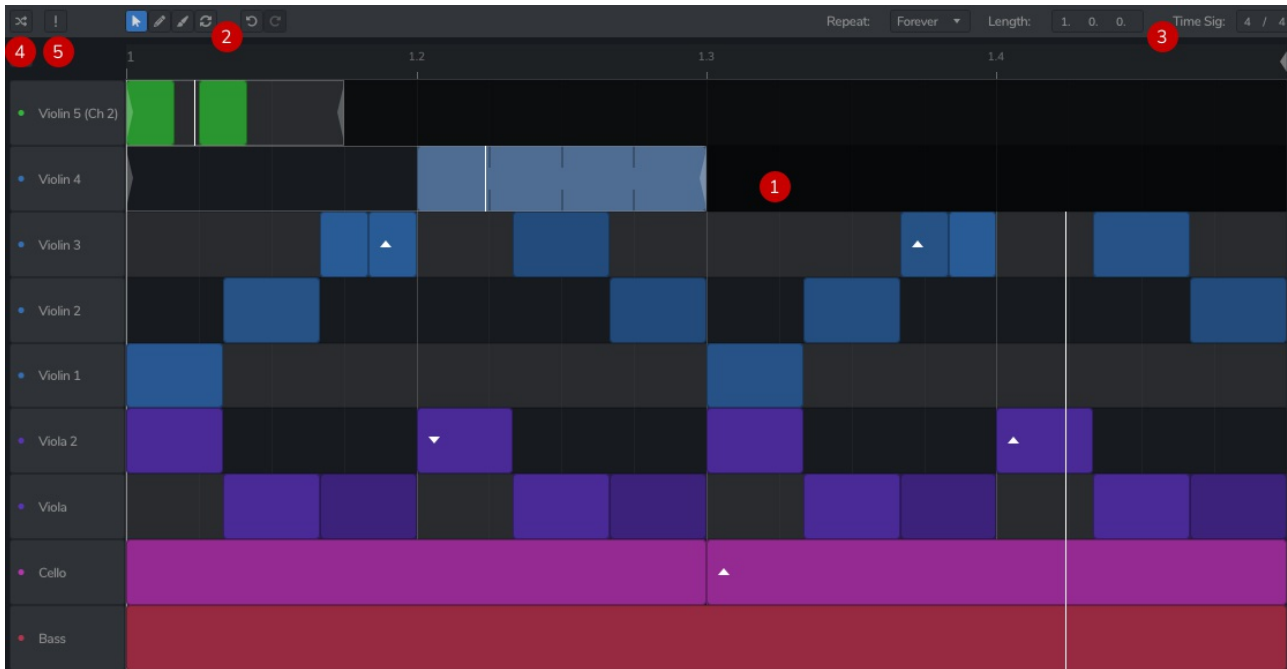 ! Repeat: Forever Length: 1. 0. 0. Time Sig: 4 / 4
4 5 2 3
1 1.2 1.3 1.4
Violin 5 (Ch 2)
Violin 4
1
Violin 3
Violin 2
Violin 1
Viola 2
Viola
Cello
Bass